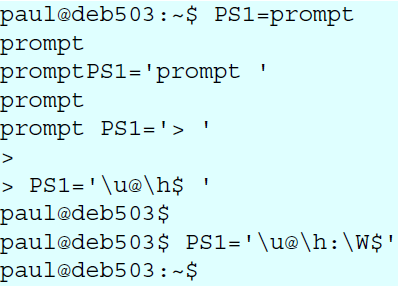 paul@deb503:~$ PS1=prompt
prompt
promptPS1='prompt '
prompt
prompt PS1='> '
>
> PS1='\u@\h$ '
paul@deb503$
paul@deb503$ PS1='\u@\h:\W$'
paul@deb503:~$